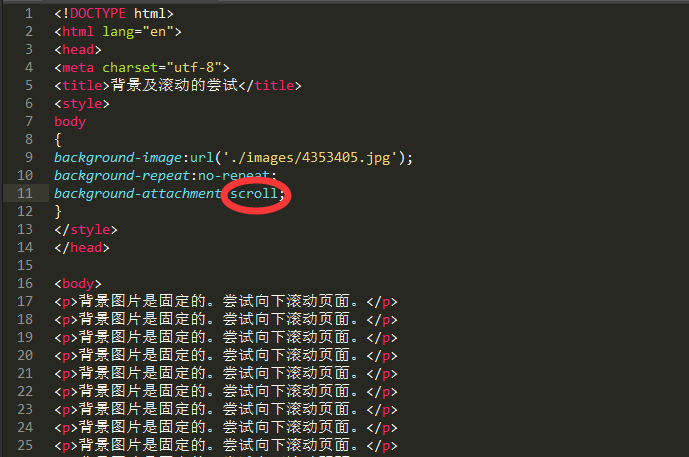 1 <!DOCTYPE html>
2 <html lang="en">
3 <head>
4 <meta charset="utf-8">
5 <title>背景及滚动的尝试</title>
6 <style>
7 body
8 {
9 background-image:url('./images/4353405.jpg');
10 background-repeat:no-repeat;
11 background-attachment:scroll;
12 }
13 </style>
14 </head>
15
16 <body>
17 <p>背景图片是固定的。尝试向下滚动页面。</p>
18 <p>背景图片是固定的。尝试向下滚动页面。</p>
19 <p>背景图片是固定的。尝试向下滚动页面。</p>
20 <p>背景图片是固定的。尝试向下滚动页面。</p>
21 <p>背景图片是固定的。尝试向下滚动页面。</p>
22 <p>背景图片是固定的。尝试向下滚动页面。</p>
23 <p>背景图片是固定的。尝试向下滚动页面。</p>
24 <p>背景图片是固定的。尝试向下滚动页面。</p>
25 <p>背景图片是固定的。尝试向下滚动页面。</p>